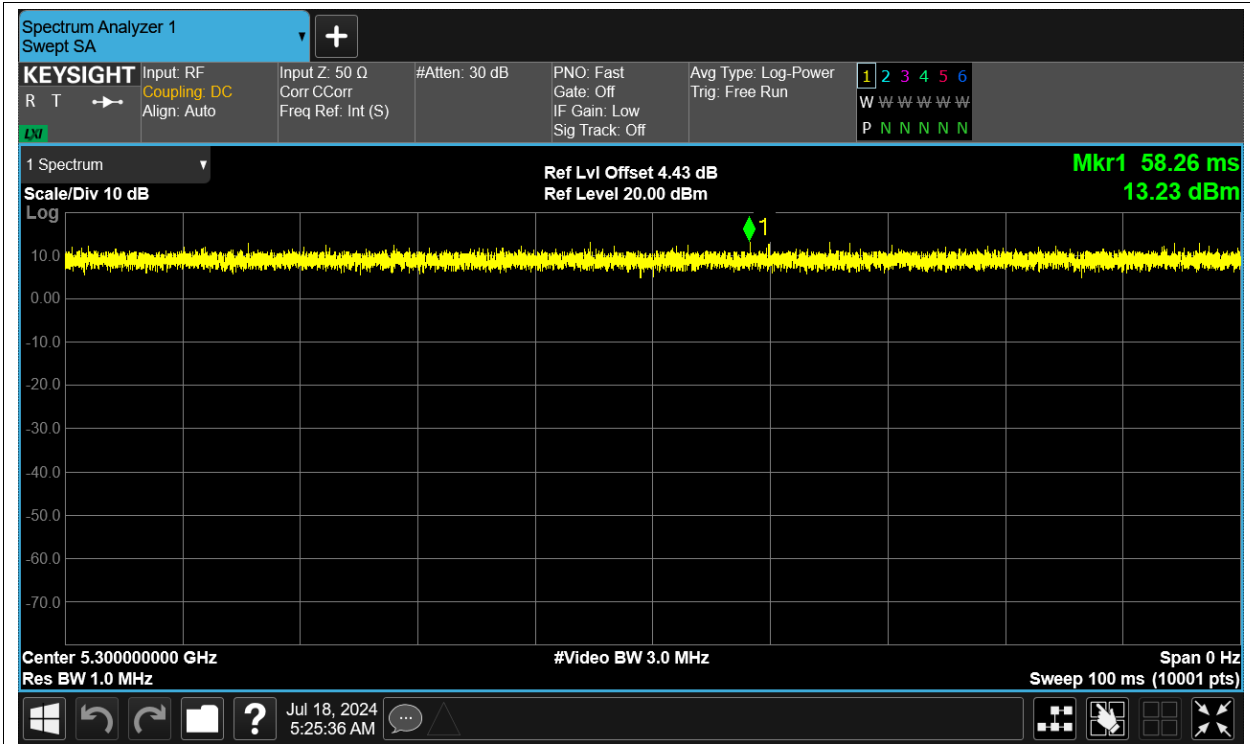 Spectrum Analyzer 1
Swept SA
KEYSIGHT
R T
LXI
Input: RF
Coupling: DC
Align: Auto
Input Z: 50 Ω
Corr CCorr
Freq Ref: Int (S)
#Atten: 30 dB
PNO: Fast
Gate: Off
IF Gain: Low
Sig Track: Off
Avg Type: Log-Power
Trig: Free Run
1 2 3 4 5 6
W W W W W W
P N N N N N
1 Spectrum
Scale/Div 10 dB
Log
Ref Lvl Offset 4.43 dB
Ref Level 20.00 dBm
Mkr1 58.26 ms
13.23 dBm
1
10.0
0.00
-10.0
-20.0
-30.0
-40.0
-50.0
-60.0
-70.0
Center 5.300000000 GHz
Res BW 1.0 MHz
#Video BW 3.0 MHz
Span 0 Hz
Sweep 100 ms (10001 pts)
?
Jul 18, 2024
5:25:36 AM